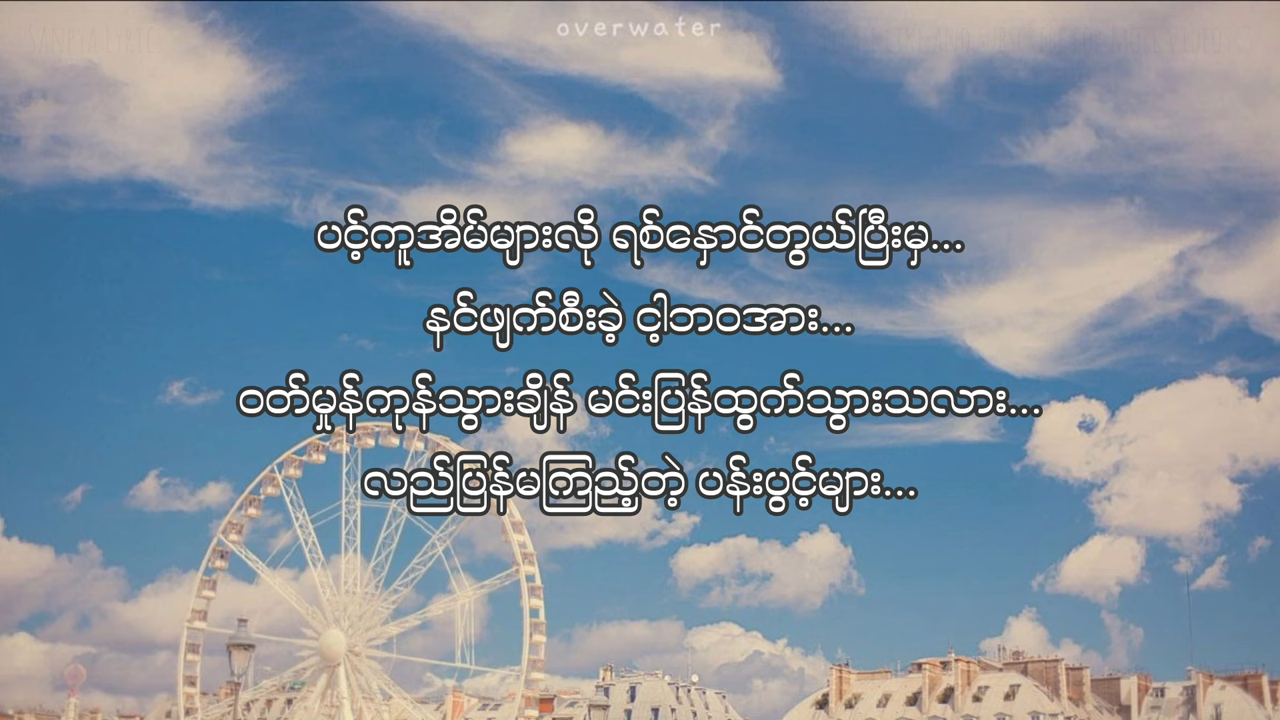 overwater
ပင့်ကူအိမ်များလို ရစ်နှောင်တွယ်ပြီးမှ...
နင်ဖျက်စီးခဲ့ ငွါဘဝအား...
ဝတ်မှုန်ကုန်သွားချိန် မင်းပြန်ထွက်သွားသလား...
လည်ပြန်မကြည့်တဲ့ ပန်းပွင့်များ...